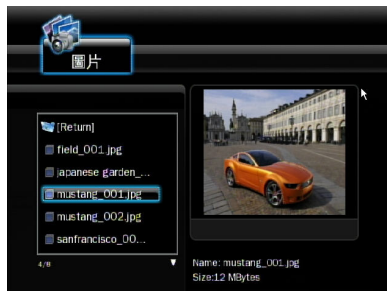 圖片
[Return]
field_001.jpg
japanese garden_...
mustang_001.jpg
mustang_002.jpg
sanfrancisco_00...
4/8
Name: mustang_001.jpg
Size:12 MBytes